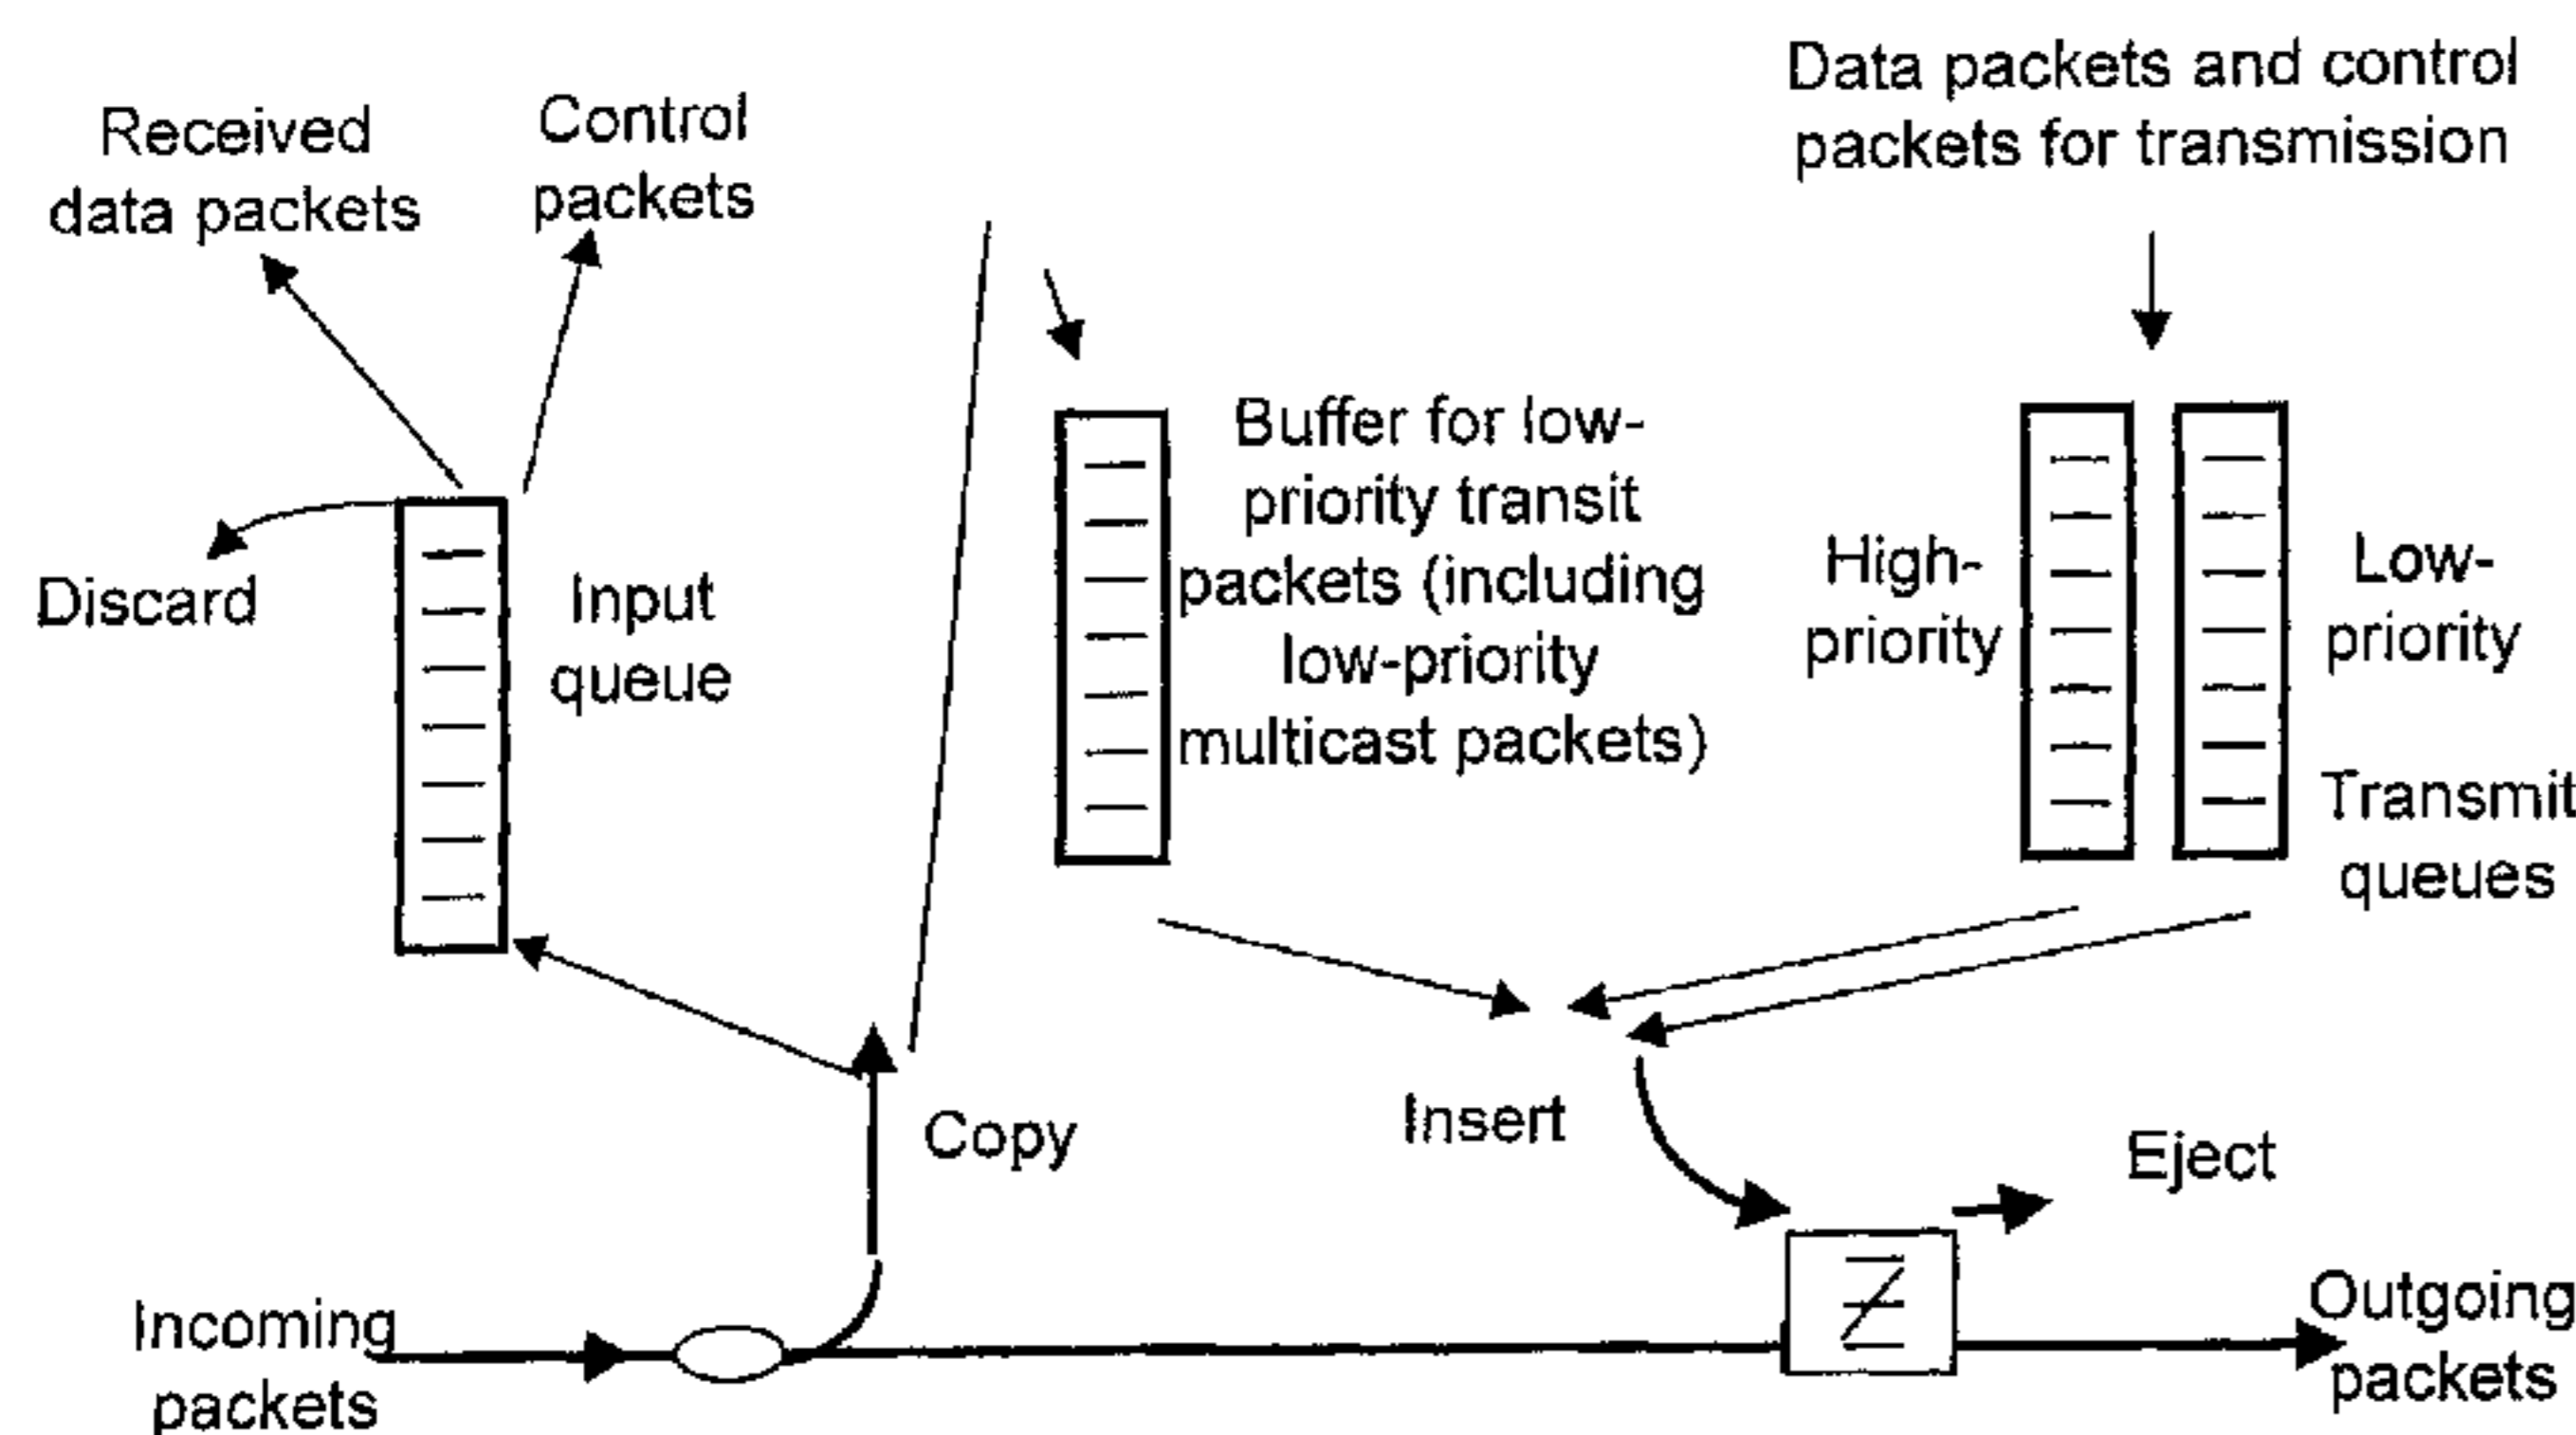 Received
data packets
Control
packets
Data packets and control
packets for transmission
Discard
Input
queue
Buffer for low-
priority transit
packets (including
low-priority
multicast packets)
High-
priority
Low-
priority
Transmit
queues
Copy
Insert
Eject
Incoming
packets
Outgoing
packets